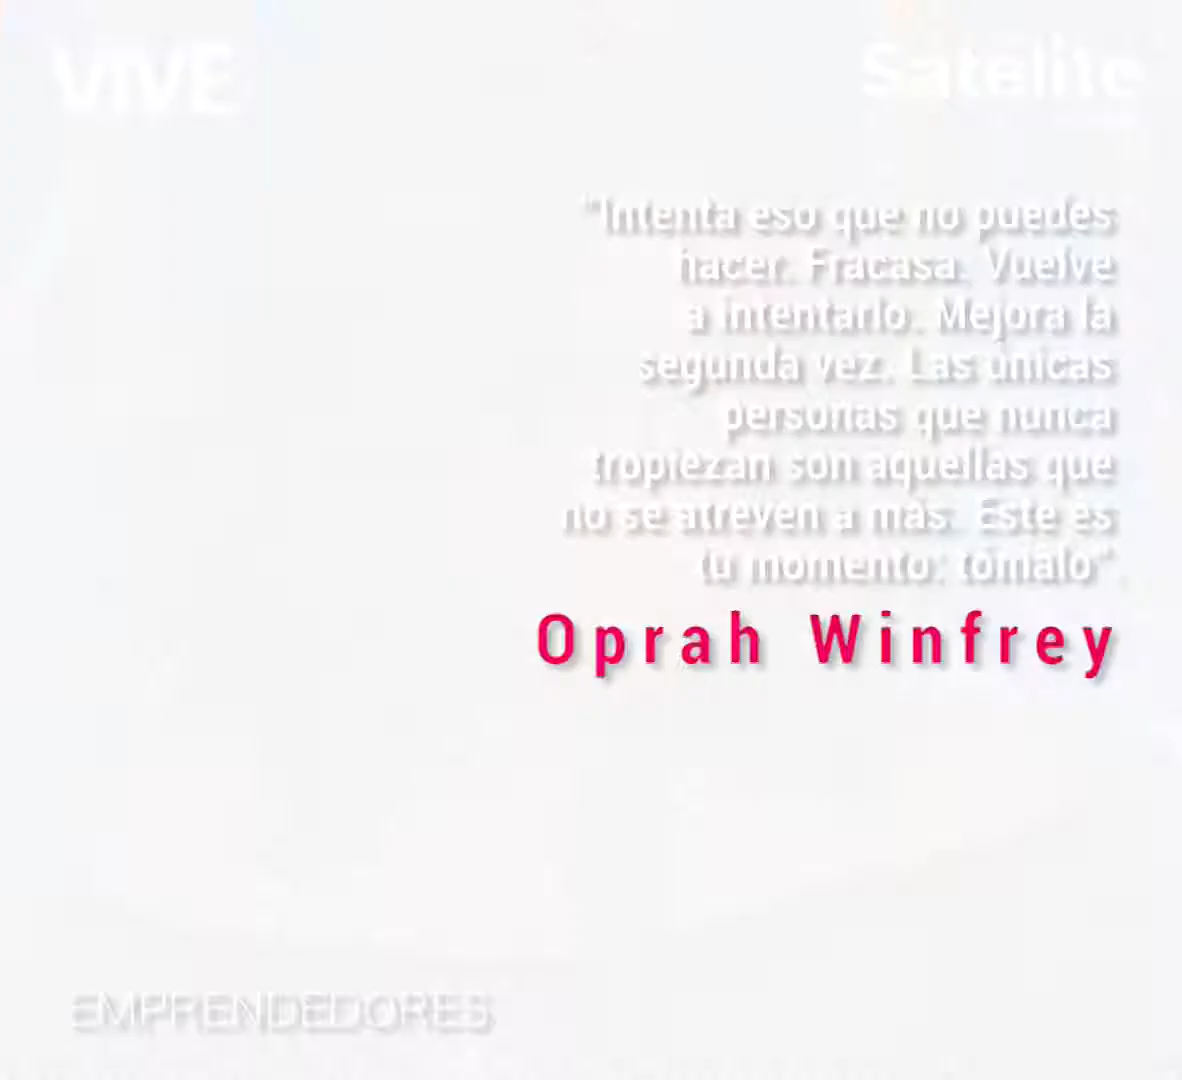 VIVE
Satelite
"Intenta eso que no puedes
hacer. Fracasa. Vuelve
a intentarlo. Mejora la
segunda vez. Las únicas
personas que nunca
tropiezan son aquellas que
no se atreven a más. Este es
tu momento: tómalo"
Oprah Winfrey
EMPRENDEDORES